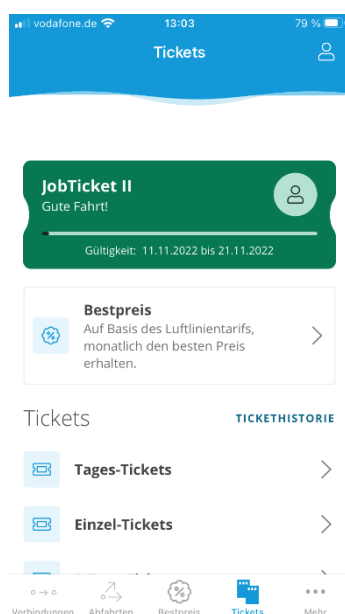 vodafone.de 13:03 79 %
Tickets
JobTicket II
Gute Fahrt!
Gültigkeit: 11.11.2022 bis 21.11.2022
Bestpreis
Auf Basis des Luftlinientarifs,
monatlich den besten Preis
erhalten.
Tickets TICKETHISTORIE
Tages-Tickets
Einzel-Tickets
Verbindungen Abfahrten Bestpreis Tickets Mehr